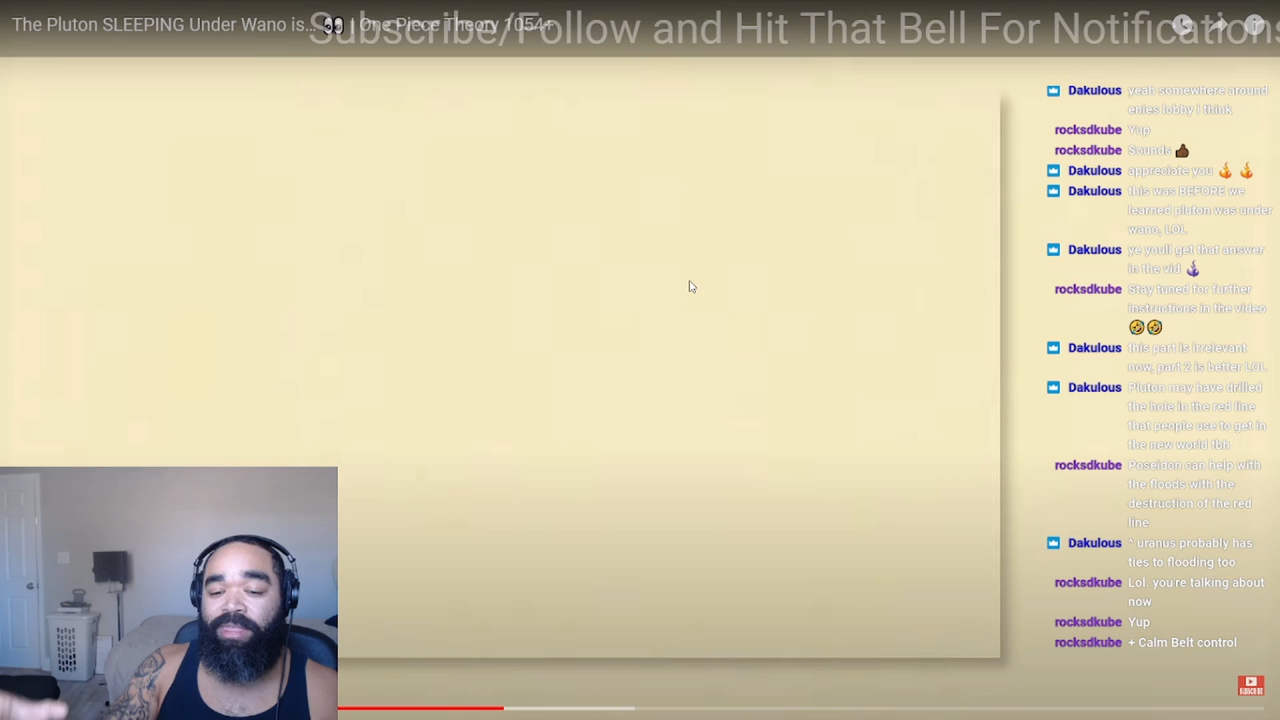 The Pluton SLEEPING Under Wano is... 👀 | One Piece Theory 1054+
Subscribe/Follow and Hit That Bell For Notifications
Dakulous yeah somewhere around
enies lobby i think
rocksdkube Yup
rocksdkube Sounds 👍🏿
Dakulous appreciate you 🔥 🔥
Dakulous this was BEFORE we
learned pluton was under
wano, LOL
Dakulous ye youll get that answer
in the vid
rocksdkube Stay tuned for further
instructions in the video
🤣🤣
Dakulous this part is irrelevant
now, part 2 is better LOL
Dakulous Pluton may have drilled
the hole in the red line
that people use to get in
the new world tbh
rocksdkube Poseidon can help with
the floods with the
destruction of the red
line
Dakulous ^ uranus probably has
ties to flooding too
rocksdkube Lol you're talking about
now
rocksdkube Yup
rocksdkube + Calm Belt control
SUBSCRIBE